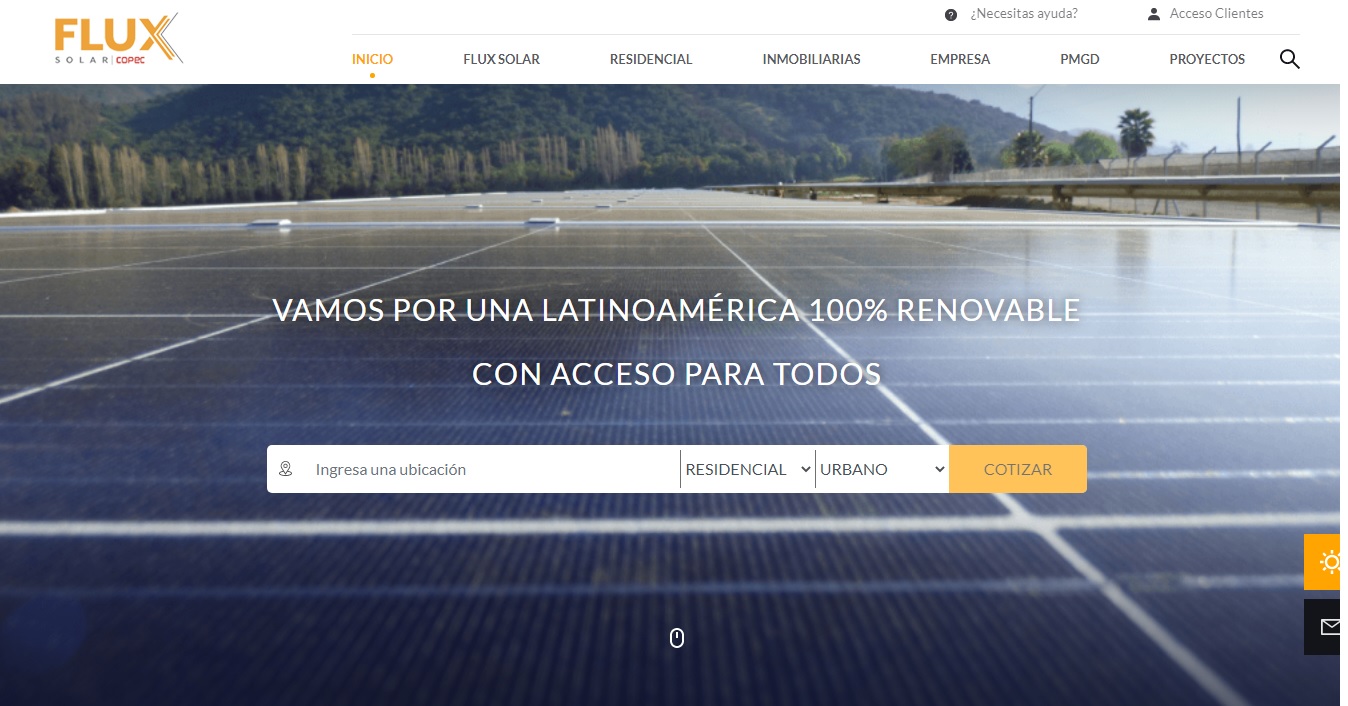 FLUX
SOLAR | copec
¿Necesitas ayuda?
Acceso Clientes
INICIO
FLUX SOLAR
RESIDENCIAL
INMOBILIARIAS
EMPRESA
PMGD
PROYECTOS
VAMOS POR UNA LATINOAMÉRICA 100% RENOVABLE
CON ACCESO PARA TODOS
Ingresa una ubicación
RESIDENCIAL
URBANO
COTIZAR